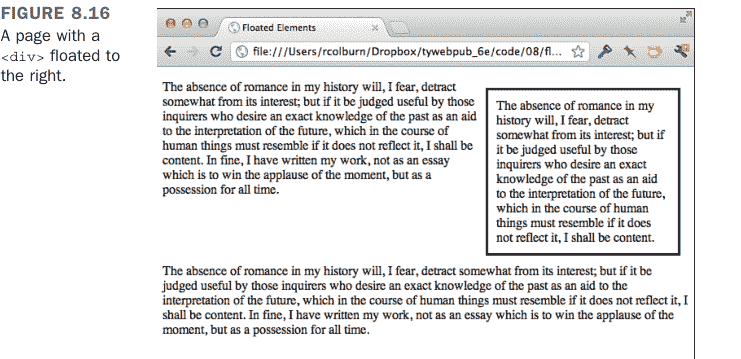 FIGURE 8.16
A page with a
<div> floated to
the right.
Floated Elements
file:///Users/rcolburn/Dropbox/tywebpub_6e/code/08/fl...
The absence of romance in my history will, I fear, detract
somewhat from its interest; but if it be judged useful by those
inquirers who desire an exact knowledge of the past as an aid
to the interpretation of the future, which in the course of
human things must resemble if it does not reflect it, I shall be
content. In fine, I have written my work, not as an essay
which is to win the applause of the moment, but as a
possession for all time.
The absence of romance in my
history will, I fear, detract
somewhat from its interest; but if
it be judged useful by those
inquirers who desire an exact
knowledge of the past as an aid
to the interpretation of the future,
which in the course of human
things must resemble if it does
not reflect it, I shall be content.
The absence of romance in my history will, I fear, detract somewhat from its interest; but if it be
judged useful by those inquirers who desire an exact knowledge of the past as an aid to the
interpretation of the future, which in the course of human things must resemble if it does not reflect it, I
shall be content. In fine, I have written my work, not as an essay which is to win the applause of the
moment, but as a possession for all time.